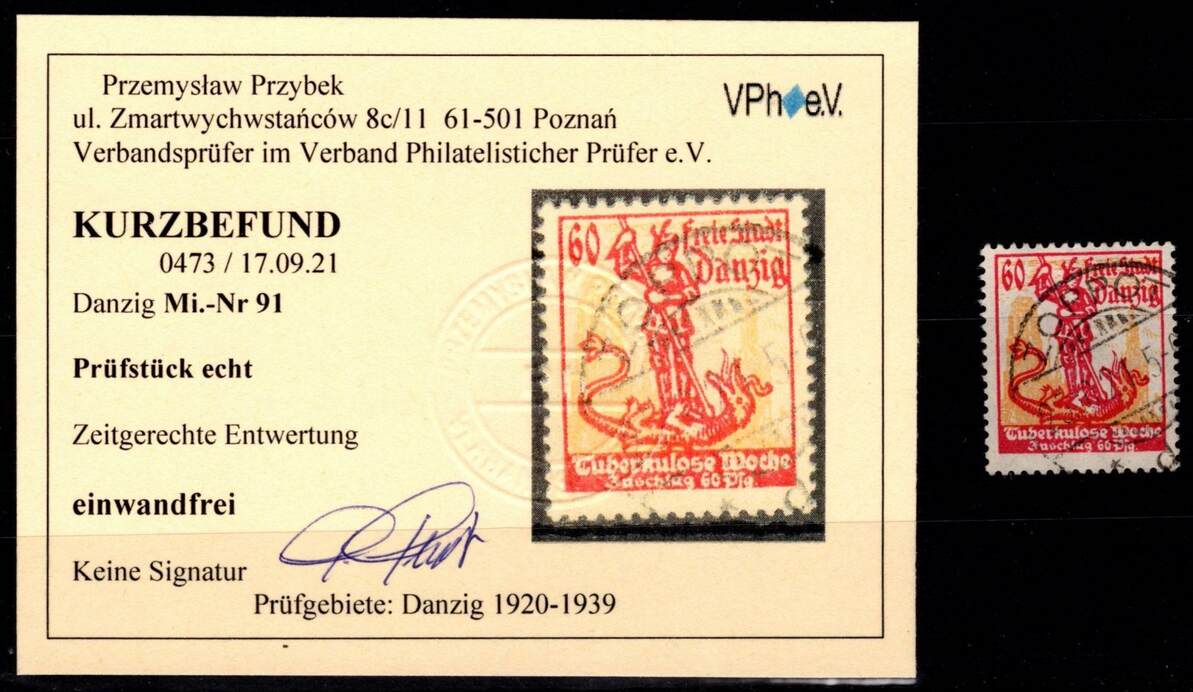 Przemysław Przybek
ul. Zmartwychwstańców 8c/11 61-501 Poznań
Verbandsprüfer im Verband Philatelisticher Prüfer e.V.
VPh e.V.
KURZBEFUND
0473 / 17.09.21
Danzig Mi.-Nr 91
Prüfstück echt
Zeitgerechte Entwertung
einwandfrei
Keine Signatur
Prüfgebiete: Danzig 1920-1939
60 Freie Stadt
Danzig
Tuberkulose Woche
Zuschlag 60 Pfg.
60 Freie Stadt
Danzig
Tuberkulose Woche
Zuschlag 60 Pfg.